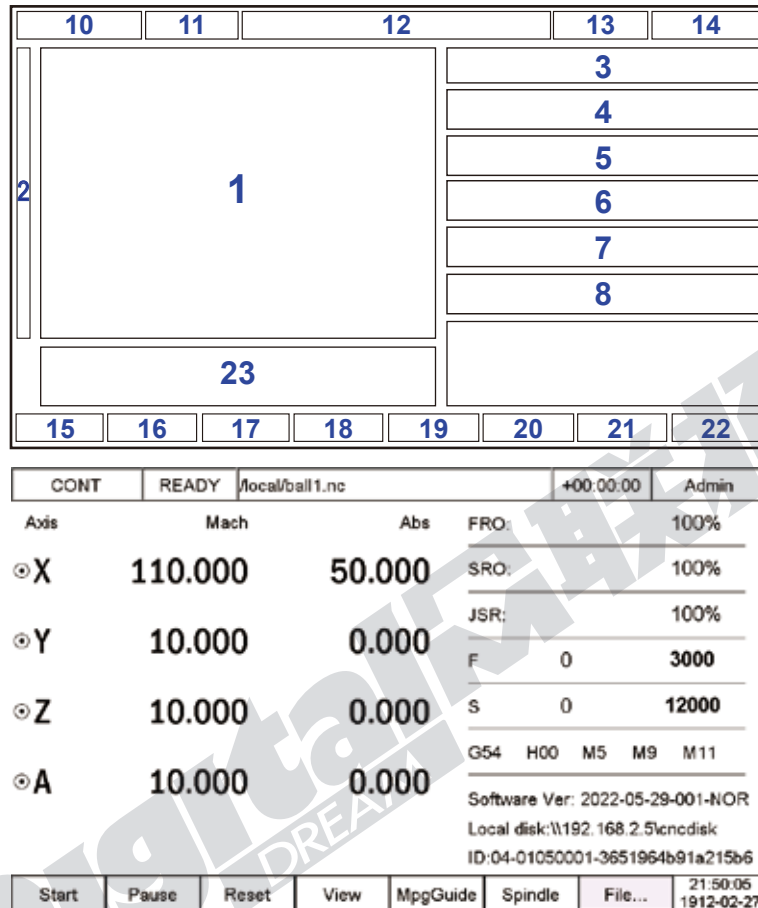 10 11 12 13 14
3
4
5
2 1 6
7
8
23
15 16 17 18 19 20 21 22
CONT READY /local/ball1.nc +00:00:00 Admin
Axis Mach Abs FRO: 100%
X 110.000 50.000 SRO: 100%
JSR: 100%
Y 10.000 0.000 F 0 3000
Z 10.000 0.000 S 0 12000
G54 H00 M5 M9 M11
A 10.000 0.000
Software Ver: 2022-05-29-001-NOR
Local disk:\\192.168.2.5\cncdisk
ID:04-01050001-3651964b91a215b6
Start Pause Reset View MpgGuide Spindle File... 21:50:05
1912-02-27
Digital
DREAM
联